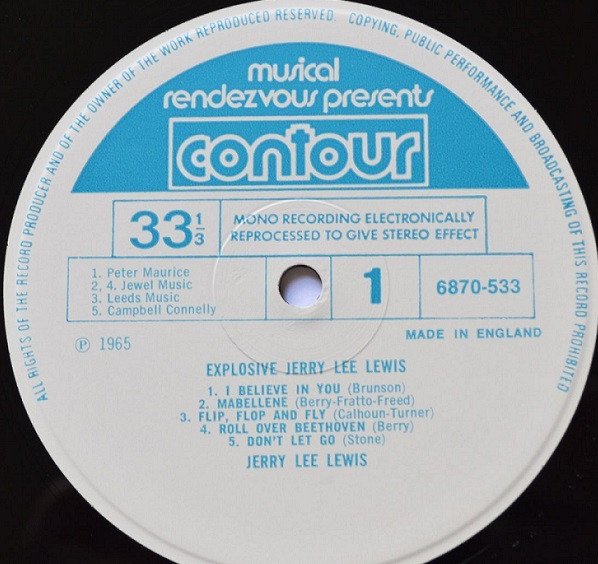 ALL RIGHTS OF THE RECORD PRODUCER AND OF THE OWNER OF THE WORK REPRODUCED RESERVED. COPYING, PUBLIC PERFORMANCE AND BROADCASTING OF THIS RECORD PROHIBITED
musical
rendezvous presents
contour
33 1/3
MONO RECORDING ELECTRONICALLY
REPROCESSED TO GIVE STEREO EFFECT
1. Peter Maurice
2. 4. Jewel Music
3. Leeds Music
5. Campbell Connelly
1
6870-533
MADE IN ENGLAND
℗ 1965
EXPLOSIVE JERRY LEE LEWIS
1. I BELIEVE IN YOU (Brunson)
2. MABELLENE (Berry-Fratto-Freed)
3. FLIP, FLOP AND FLY (Calhoun-Turner)
4. ROLL OVER BEETHOVEN (Berry)
5. DON'T LET GO (Stone)
JERRY LEE LEWIS